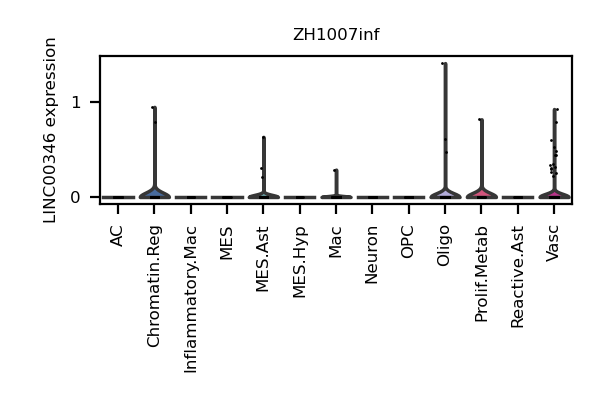 ZH1007inf
LINC00346 expression
1
0
AC
Chromatin.Reg
Inflammatory.Mac
MES
MES.Ast
MES.Hyp
Mac
Neuron
OPC
Oligo
Prolif.Metab
Reactive.Ast
Vasc